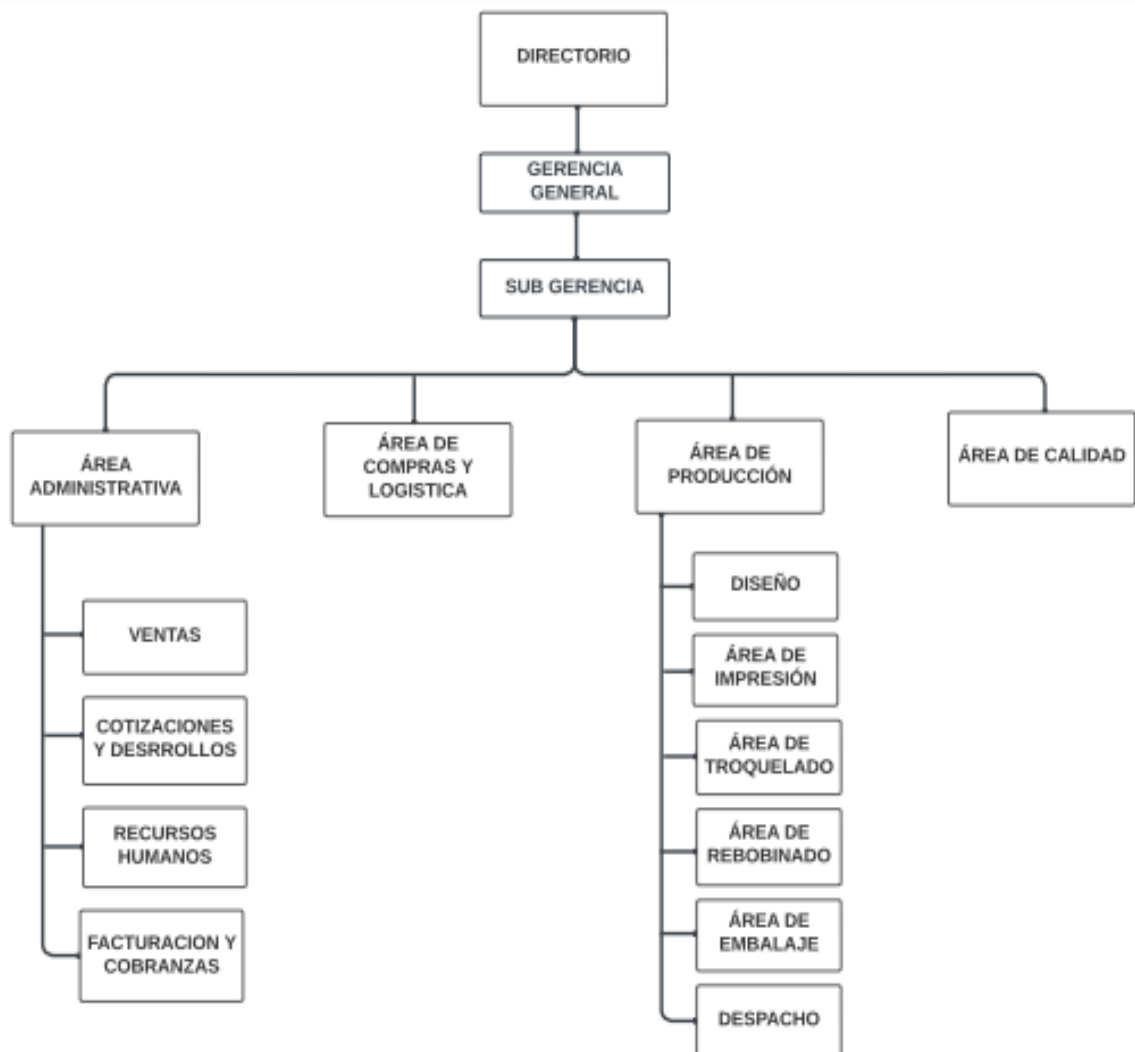 DIRECTORIO
GERENCIA
GENERAL
SUB GERENCIA
ÁREA
ADMINISTRATIVA
ÁREA DE
COMPRAS Y
LOGISTICA
ÁREA DE
PRODUCCIÓN
ÁREA DE CALIDAD
VENTAS
COTIZACIONES
Y DESRROLLOS
RECURSOS
HUMANOS
FACTURACION Y
COBRANZAS
DISEÑO
ÁREA DE
IMPRESIÓN
ÁREA DE
TROQUELADO
ÁREA DE
REBOBINADO
ÁREA DE
EMBALAJE
DESPACHO